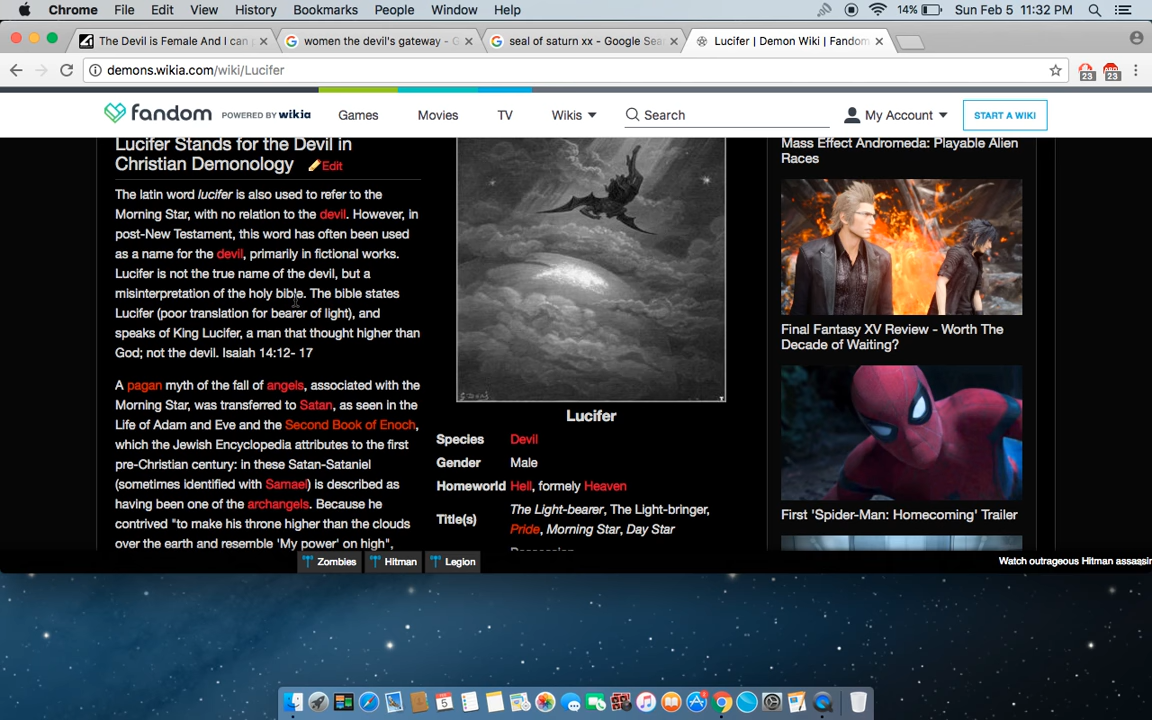 Chrome File Edit View History Bookmarks People Window Help 14% Sun Feb 5 11:32 PM
The Devil is Female And I can p women the devil's gateway - G seal of saturn xx - Google Sea Lucifer | Demon Wiki | Fandom
demons.wikia.com/wiki/Lucifer 23 23
fandom POWERED BY wikia Games Movies TV Wikis Search My Account START A WIKI
Lucifer Stands for the Devil in
Christian Demonology Edit
The latin word lucifer is also used to refer to the
Morning Star, with no relation to the devil. However, in
post-New Testament, this word has often been used
as a name for the devil, primarily in fictional works.
Lucifer is not the true name of the devil, but a
misinterpretation of the holy bible. The bible states
Lucifer (poor translation for bearer of light), and
speaks of King Lucifer, a man that thought higher than
God; not the devil. Isaiah 14:12- 17
A pagan myth of the fall of angels, associated with the
Morning Star, was transferred to Satan, as seen in the
Life of Adam and Eve and the Second Book of Enoch,
which the Jewish Encyclopedia attributes to the first
pre-Christian century: in these Satan-Sataniel
(sometimes identified with Samael) is described as
having been one of the archangels. Because he
contrived "to make his throne higher than the clouds
over the earth and resemble 'My power' on high",
Lucifer
Species Devil
Gender Male
Homeworld Hell, formely Heaven
Title(s) The Light-bearer, The Light-bringer,
Pride, Morning Star, Day Star
Mass Effect Andromeda: Playable Alien
Races
Final Fantasy XV Review - Worth The
Decade of Waiting?
First 'Spider-Man: Homecoming' Trailer
Zombies Hitman Legion
Watch outrageous Hitman assassin